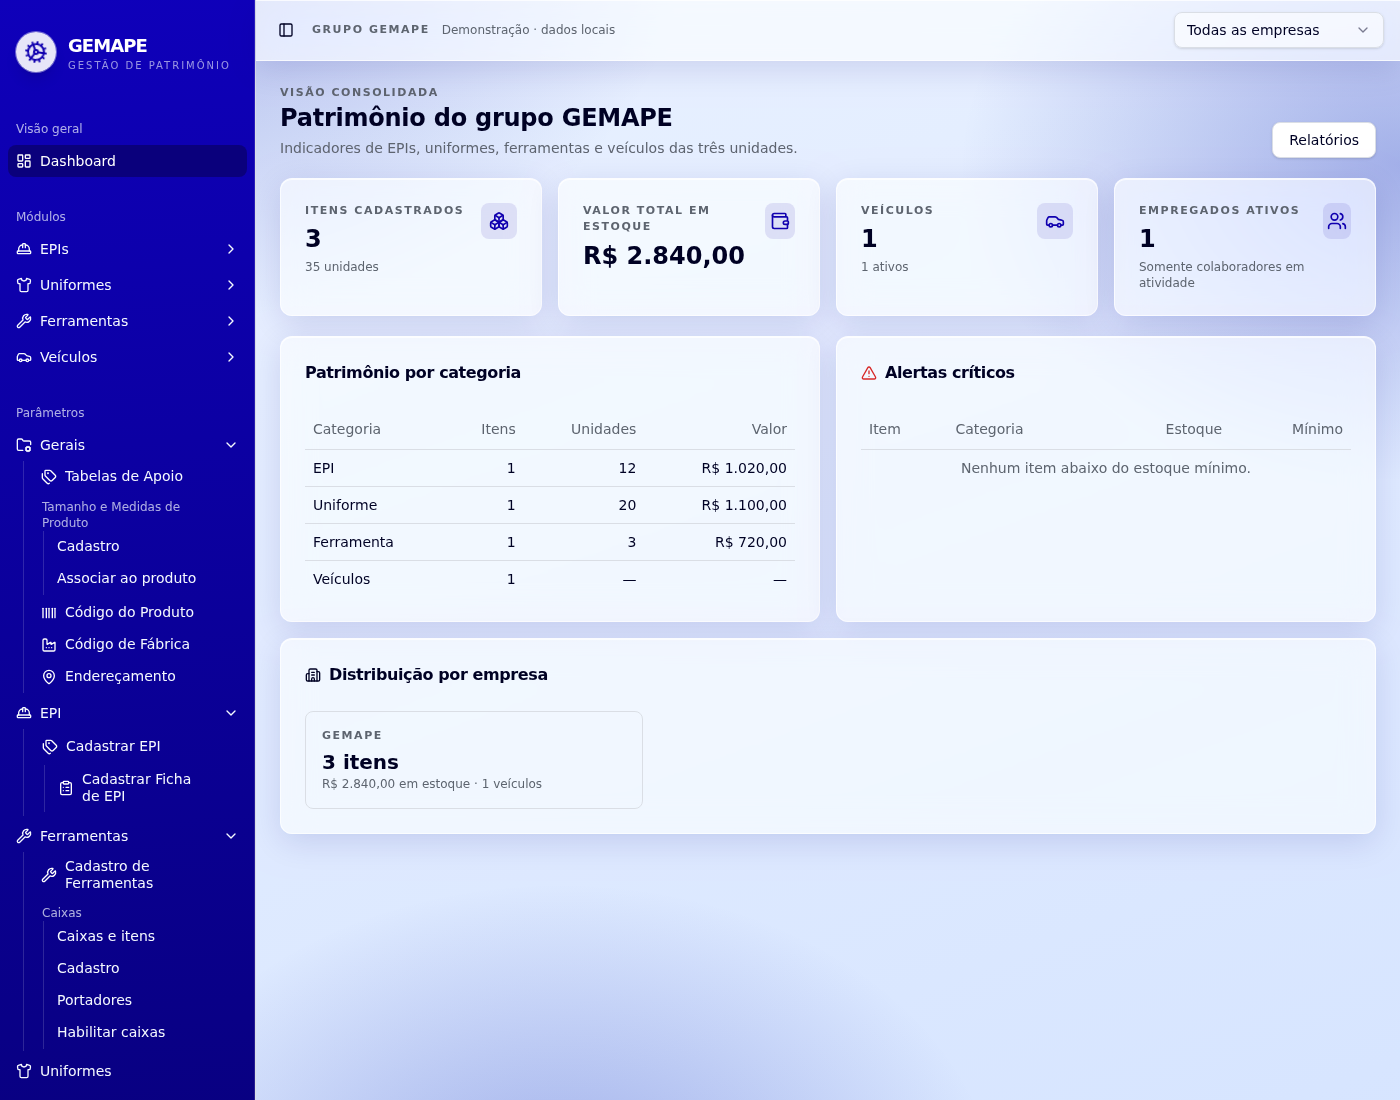 GEMAPE
GESTÃO DE PATRIMÔNIO
Visão geral
Dashboard
Módulos
EPIs
Uniformes
Ferramentas
Veículos
Parâmetros
Gerais
Tabelas de Apoio
Tamanho e Medidas de
Produto
Cadastro
Associar ao produto
Código do Produto
Código de Fábrica
Endereçamento
EPI
Cadastrar EPI
Cadastrar Ficha
de EPI
Ferramentas
Cadastro de
Ferramentas
Caixas
Caixas e itens
Cadastro
Portadores
Habilitar caixas
Uniformes
GRUPO GEMAPE Demonstração · dados locais
Todas as empresas
VISÃO CONSOLIDADA
Patrimônio do grupo GEMAPE
Indicadores de EPIs, uniformes, ferramentas e veículos das três unidades.
Relatórios
ITENS CADASTRADOS
3
35 unidades
VALOR TOTAL EM
ESTOQUE
R$ 2.840,00
VEÍCULOS
1
1 ativos
EMPREGADOS ATIVOS
1
Somente colaboradores em
atividade
Patrimônio por categoria
Categoria Itens Unidades Valor
EPI 1 12 R$ 1.020,00
Uniforme 1 20 R$ 1.100,00
Ferramenta 1 3 R$ 720,00
Veículos 1 — —
Alertas críticos
Item Categoria Estoque Mínimo
Nenhum item abaixo do estoque mínimo.
Distribuição por empresa
GEMAPE
3 itens
R$ 2.840,00 em estoque · 1 veículos